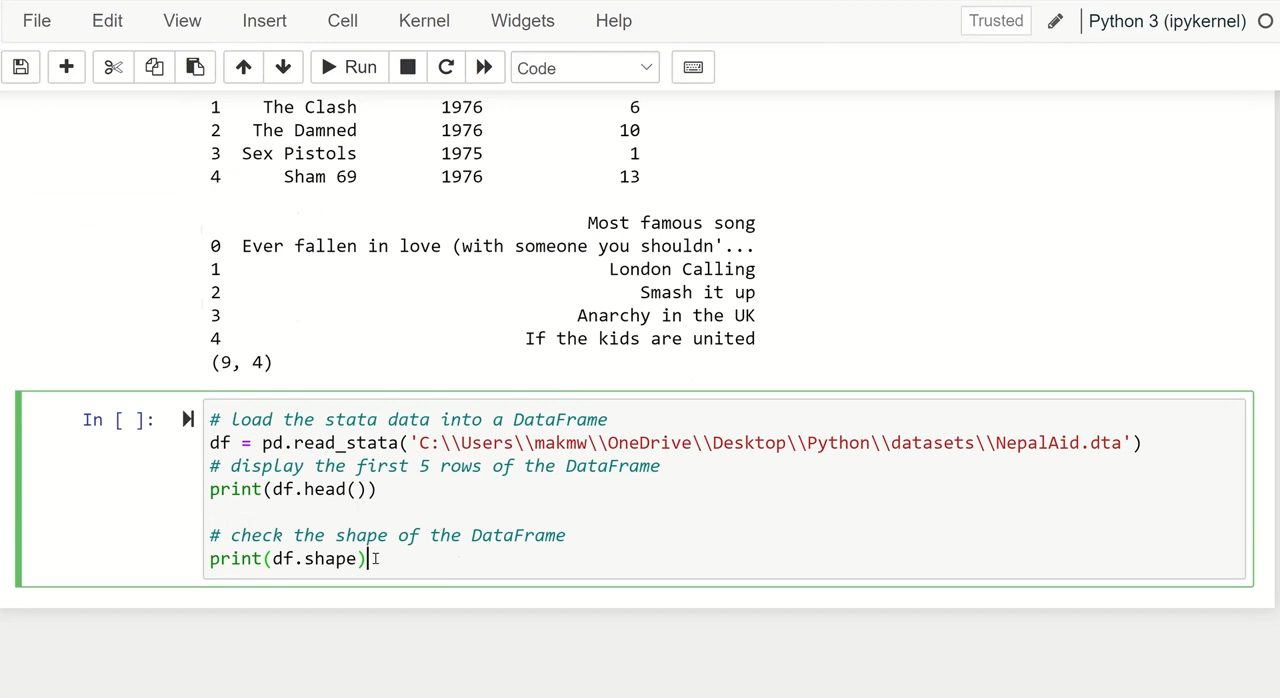 File Edit View Insert Cell Kernel Widgets Help Trusted Python 3 (ipykernel)
Run Code
1 The Clash 1976 6
2 The Damned 1976 10
3 Sex Pistols 1975 1
4 Sham 69 1976 13
Most famous song
0 Ever fallen in love (with someone you shouldn'...
1 London Calling
2 Smash it up
3 Anarchy in the UK
4 If the kids are united
(9, 4)
In [ ]: # load the stata data into a DataFrame
df = pd.read_stata('C:\\Users\\makmw\\OneDrive\\Desktop\\Python\\datasets\\NepalAid.dta')
# display the first 5 rows of the DataFrame
print(df.head())
# check the shape of the DataFrame
print(df.shape)